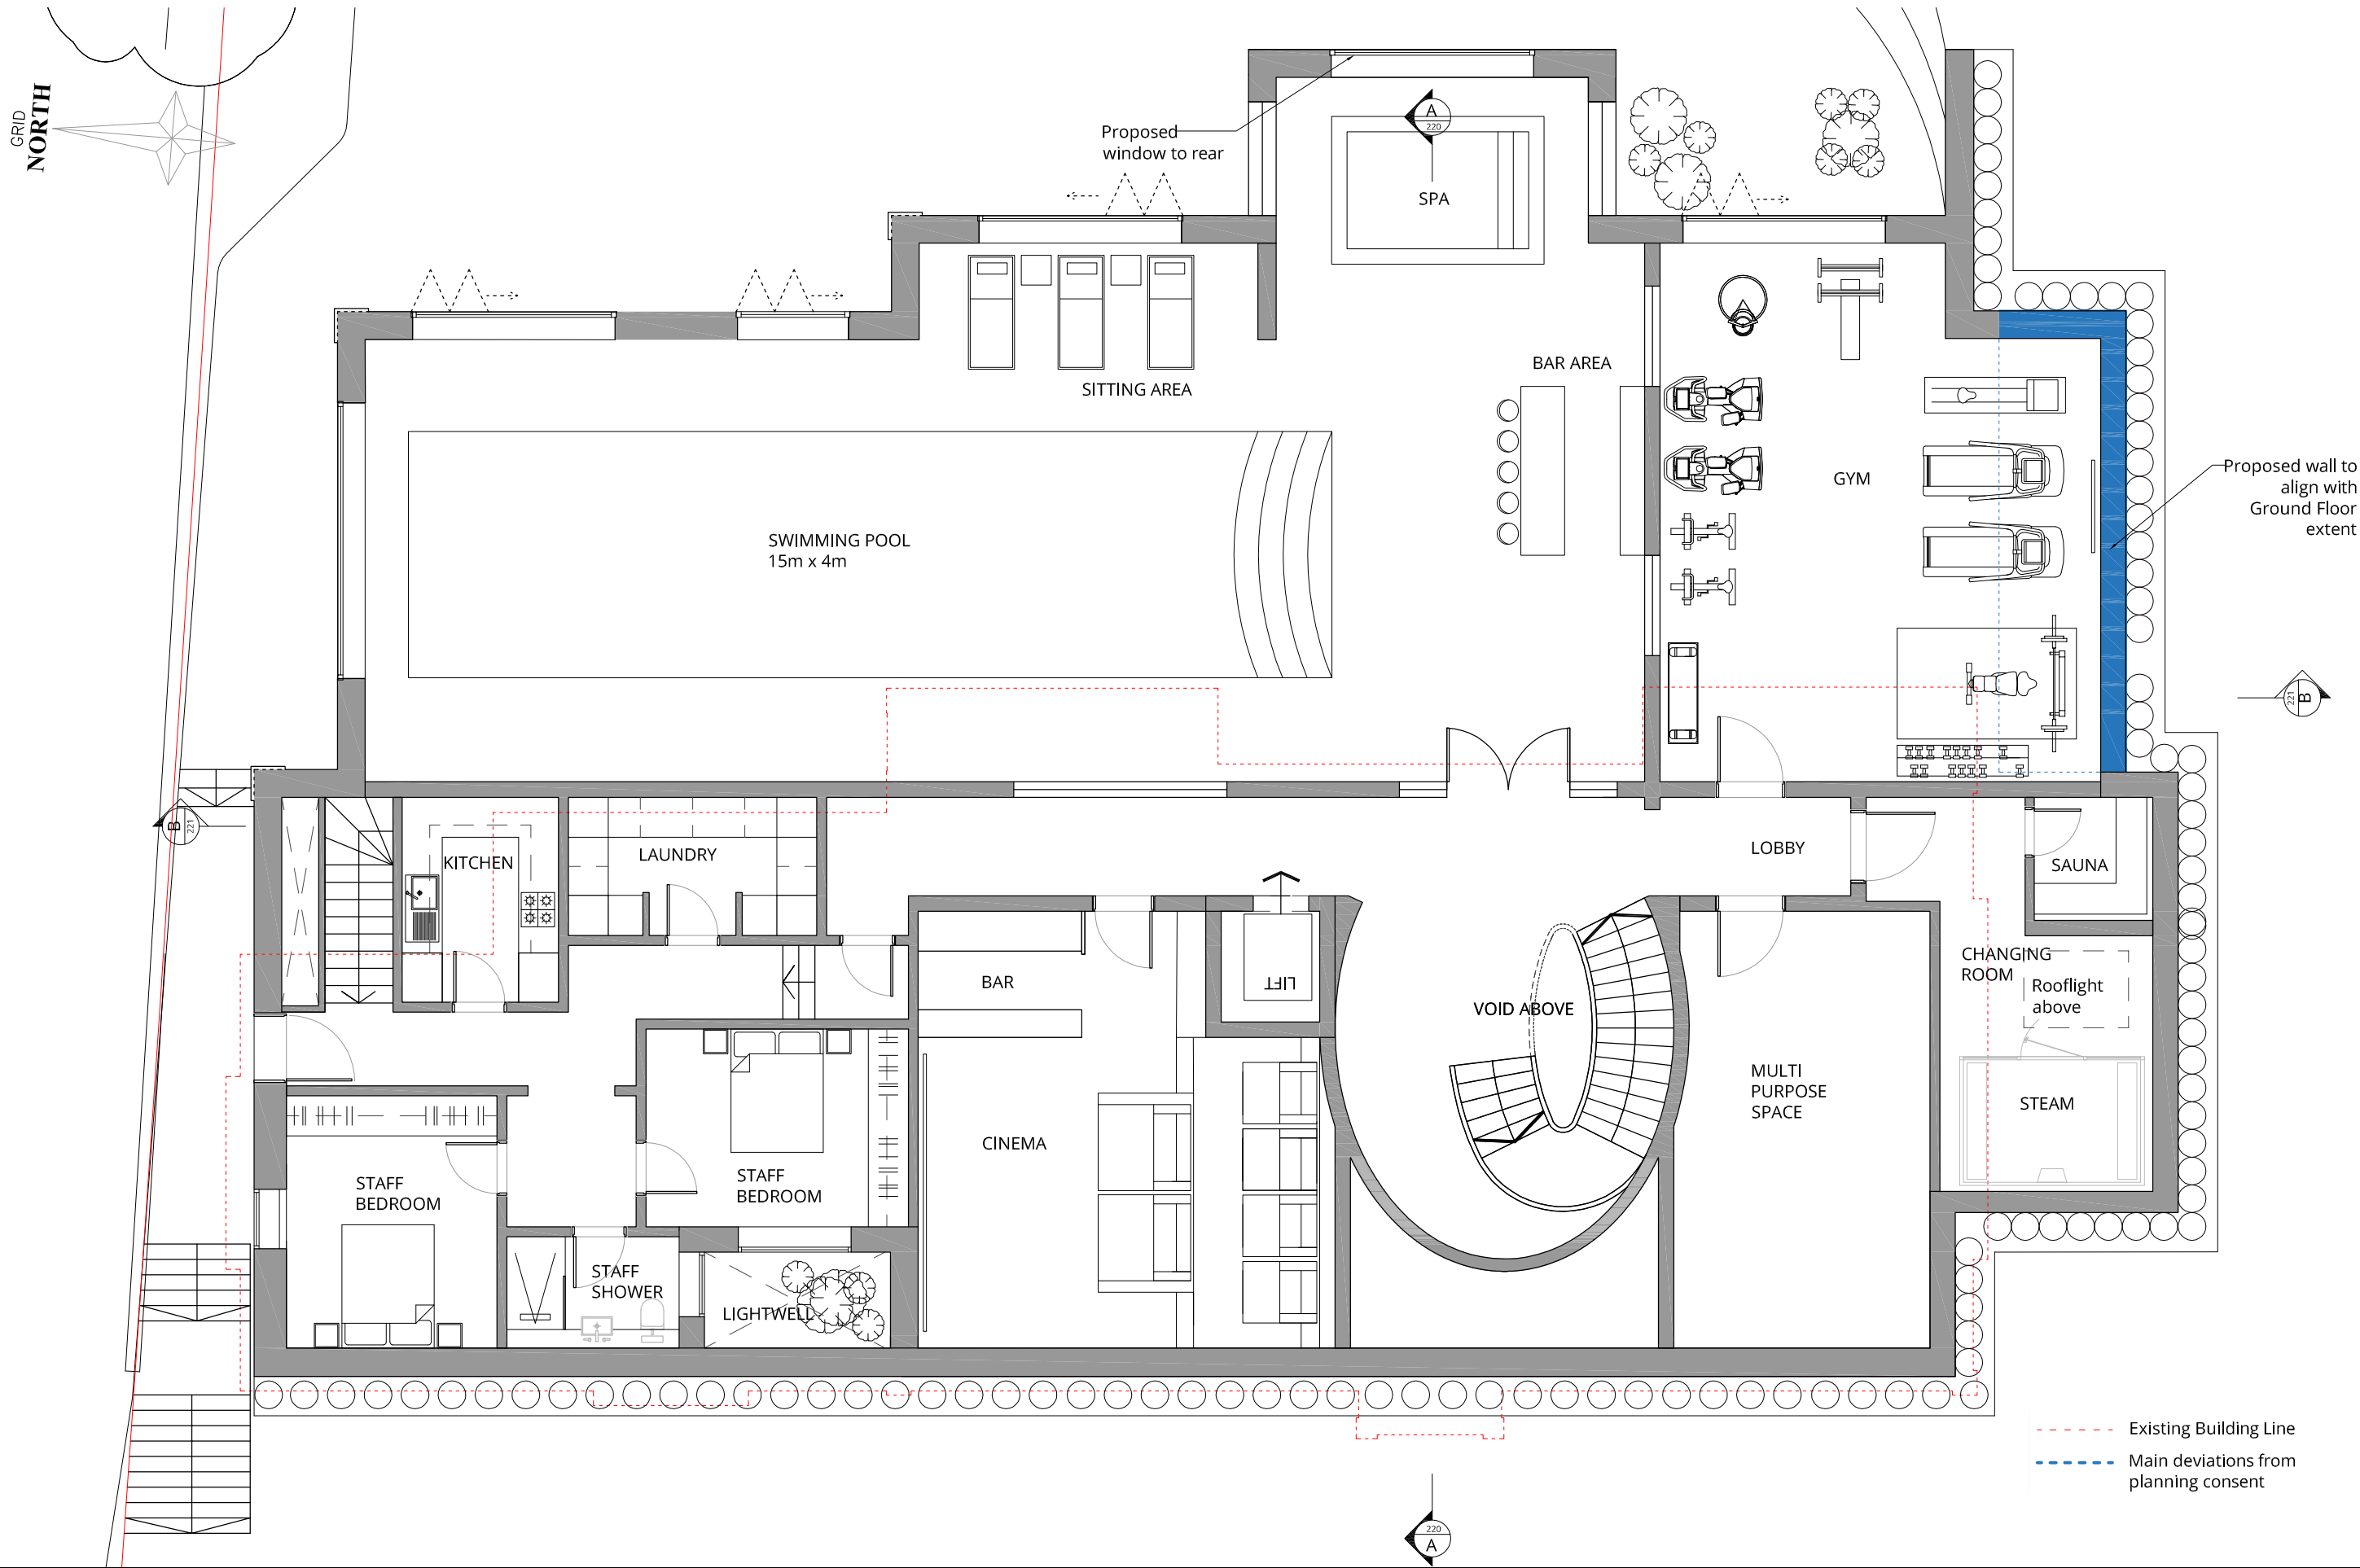 GRID
NORTH
Proposed
window to rear
A
220
SPA
BAR AREA
SITTING AREA
GYM
Proposed wall to
align with
Ground Floor
extent
SWIMMING POOL
15m x 4m
B
221
B
221
KITCHEN
LAUNDRY
LOBBY
SAUNA
CHANGING
ROOM
Rooflight
above
BAR
LIFT
VOID ABOVE
MULTI
PURPOSE
SPACE
STEAM
CINEMA
STAFF
BEDROOM
STAFF
BEDROOM
STAFF
SHOWER
LIGHTWELL
Existing Building Line
Main deviations from
planning consent
220
A